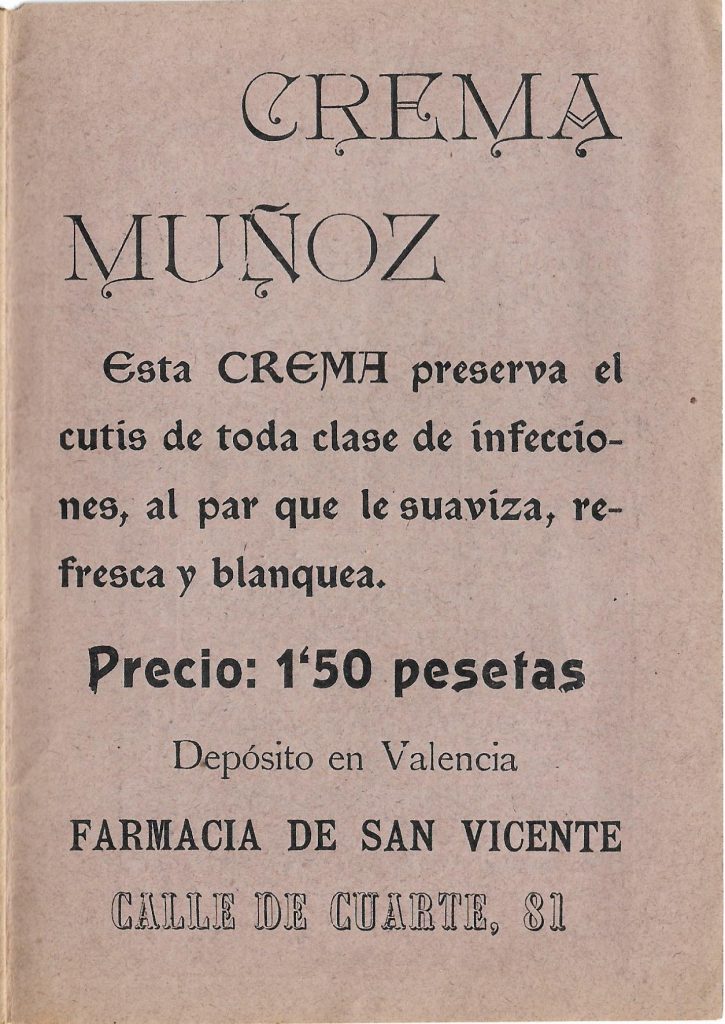 CREMA
MUÑOZ
Esta CREMA preserva el
cutis de toda clase de infeccio-
nes, al par que le suaviza, re-
fresca y blanquea.
Precio: 1‘50 pesetas
Depósito en Valencia
FARMACIA DE SAN VICENTE
CALLE DE CUARTE, 81